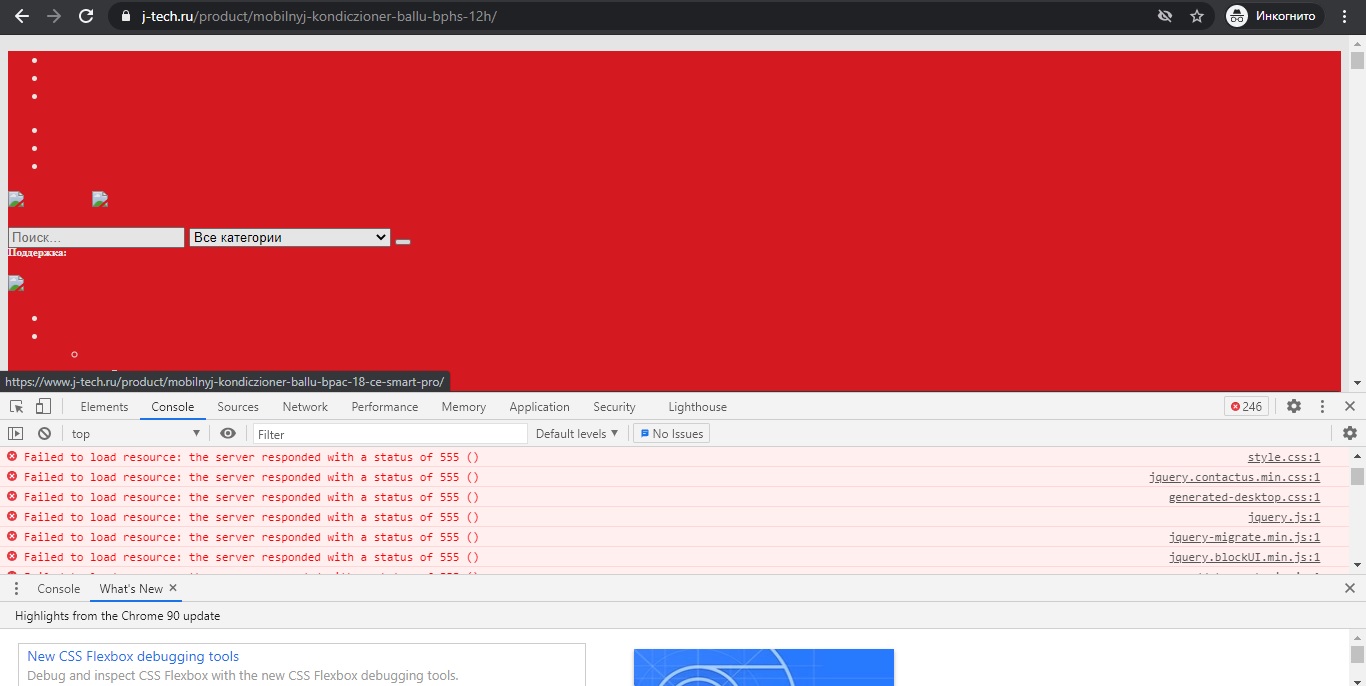 j-tech.ru/product/mobilnyj-kondiczioner-ballu-bphs-12h/
Инкогнито
Поиск...
Все категории
Поддержка:
https://www.j-tech.ru/product/mobilnyj-kondiczioner-ballu-bpac-18-ce-smart-pro/
Elements Console Sources Network Performance Memory Application Security Lighthouse 246
top Filter Default levels No Issues
Failed to load resource: the server responded with a status of 555 () style.css:1
Failed to load resource: the server responded with a status of 555 () jquery.contactus.min.css:1
Failed to load resource: the server responded with a status of 555 () generated-desktop.css:1
Failed to load resource: the server responded with a status of 555 () jquery.js:1
Failed to load resource: the server responded with a status of 555 () jquery-migrate.min.js:1
Failed to load resource: the server responded with a status of 555 () jquery.blockUI.min.js:1
Console What's New
Highlights from the Chrome 90 update
New CSS Flexbox debugging tools
Debug and inspect CSS Flexbox with the new CSS Flexbox debugging tools.